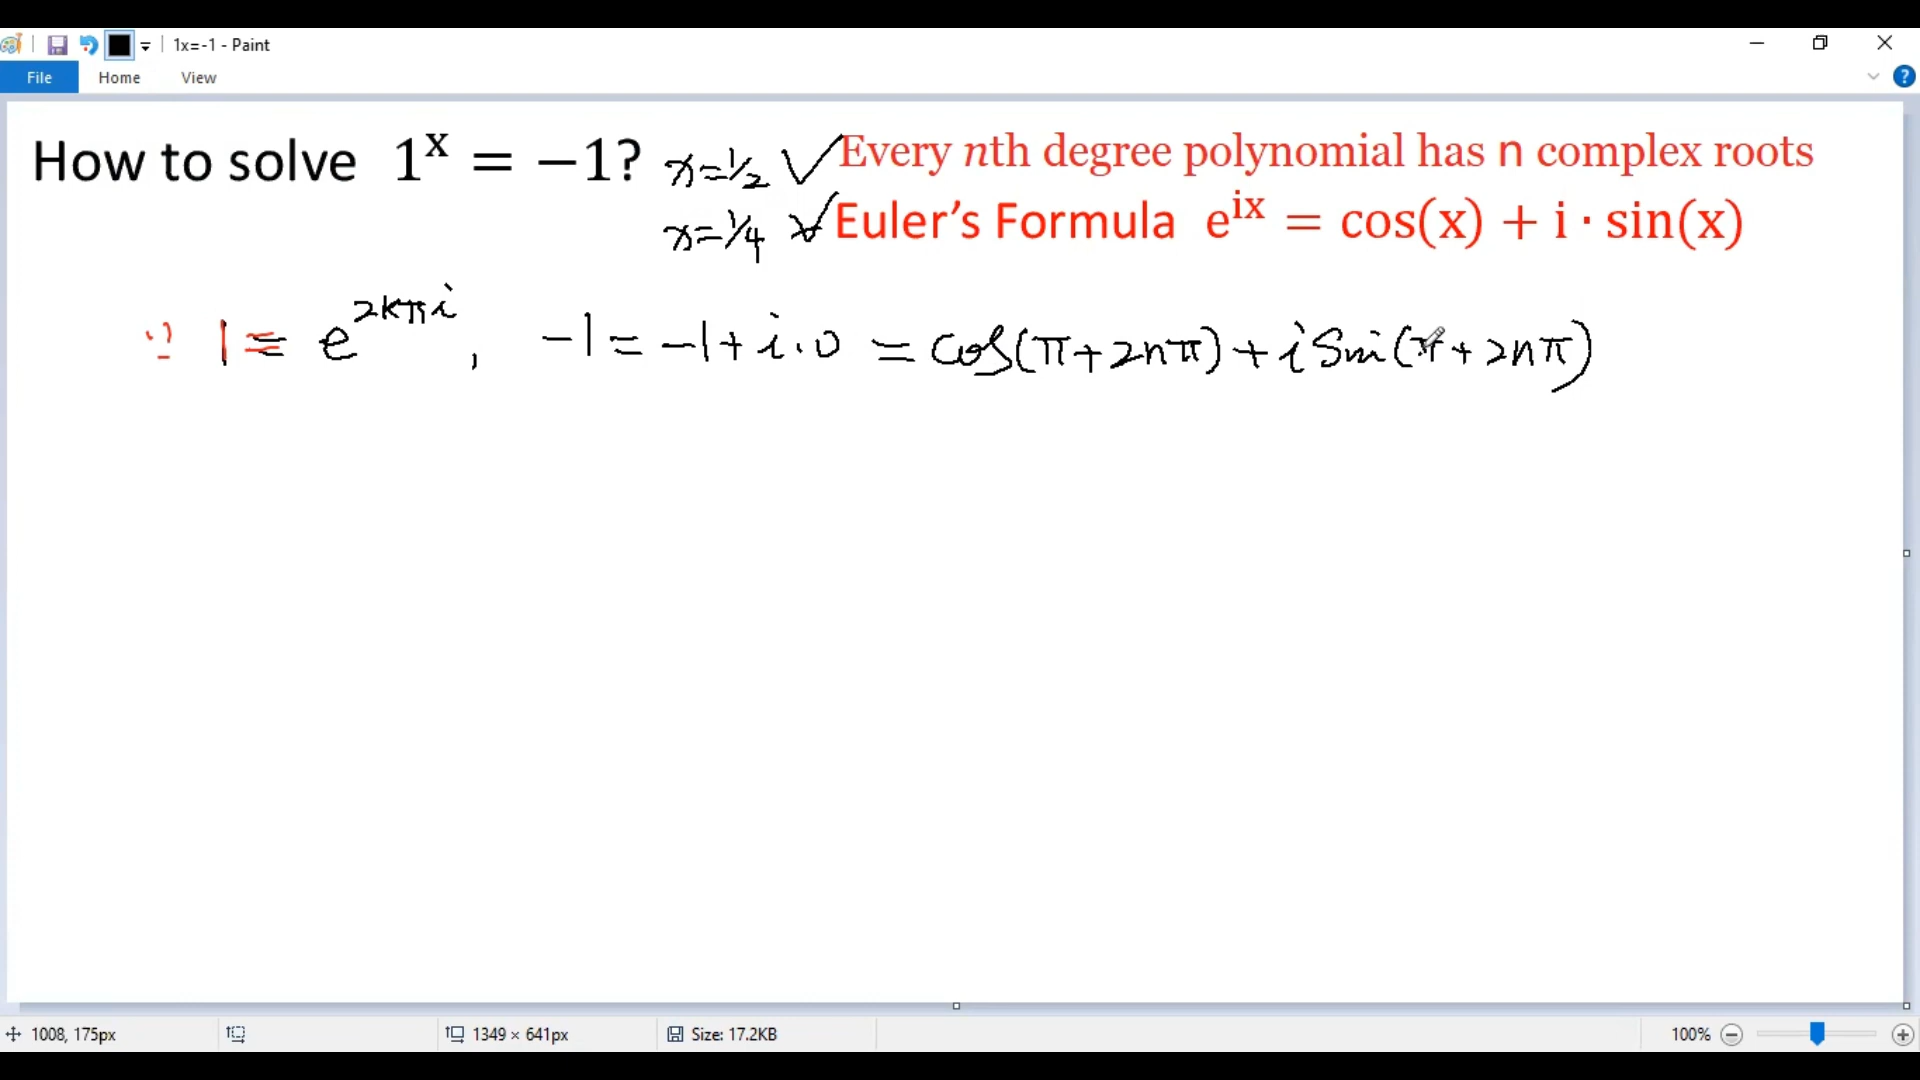 1x=-1 - Paint
File Home View
How to solve 1^x = −1? x=1/2 ✓ Every nth degree polynomial has n complex roots
x=1/4 ✓ Euler's Formula e^ix = cos(x) + i · sin(x)
∵ 1 = e^2kπi, -1 = -1 + i.0 = cos(π+2nπ) + i sin(π+2nπ)
1008, 175px 1349 × 641px Size: 17.2KB 100%